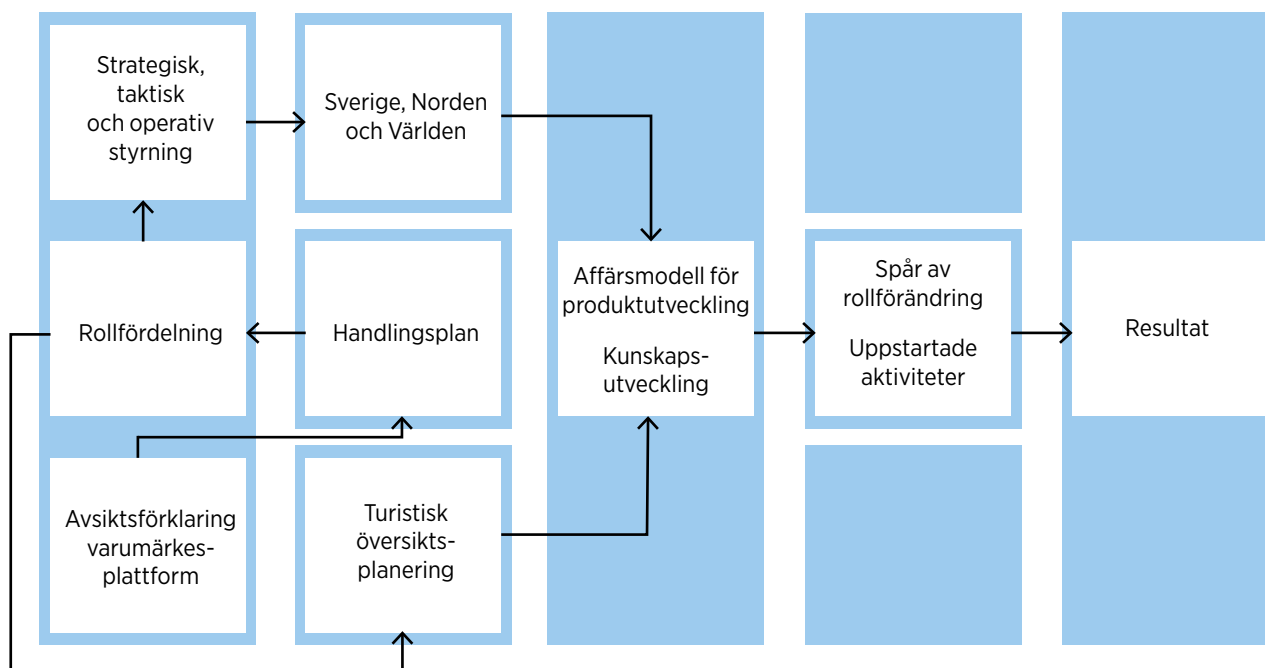 Strategisk,
taktisk
och operativ
styrning
Sverige, Norden
och Världen
Rollfördelning
Handlingsplan
Affärsmodell för
produktutveckling
Kunskaps-
utveckling
Spår av
rollförändring
Uppstartade
aktiviteter
Resultat
Avsiktsförklaring
varumärkes-
plattform
Turistisk
översikts-
planering